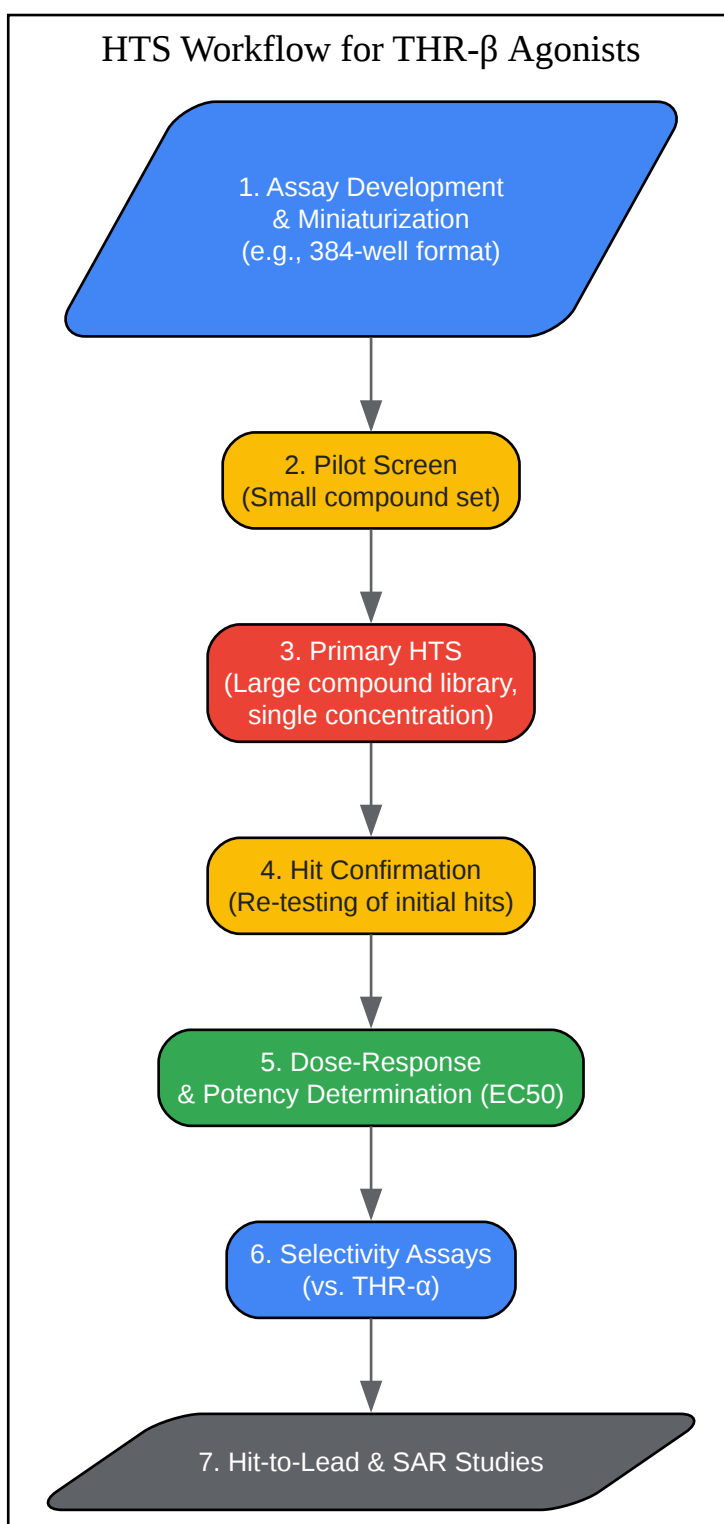 HTS Workflow for THR-β Agonists
1. Assay Development
& Miniaturization
(e.g., 384-well format)
2. Pilot Screen
(Small compound set)
3. Primary HTS
(Large compound library,
single concentration)
4. Hit Confirmation
(Re-testing of initial hits)
5. Dose-Response
& Potency Determination (EC50)
6. Selectivity Assays
(vs. THR-α)
7. Hit-to-Lead & SAR Studies